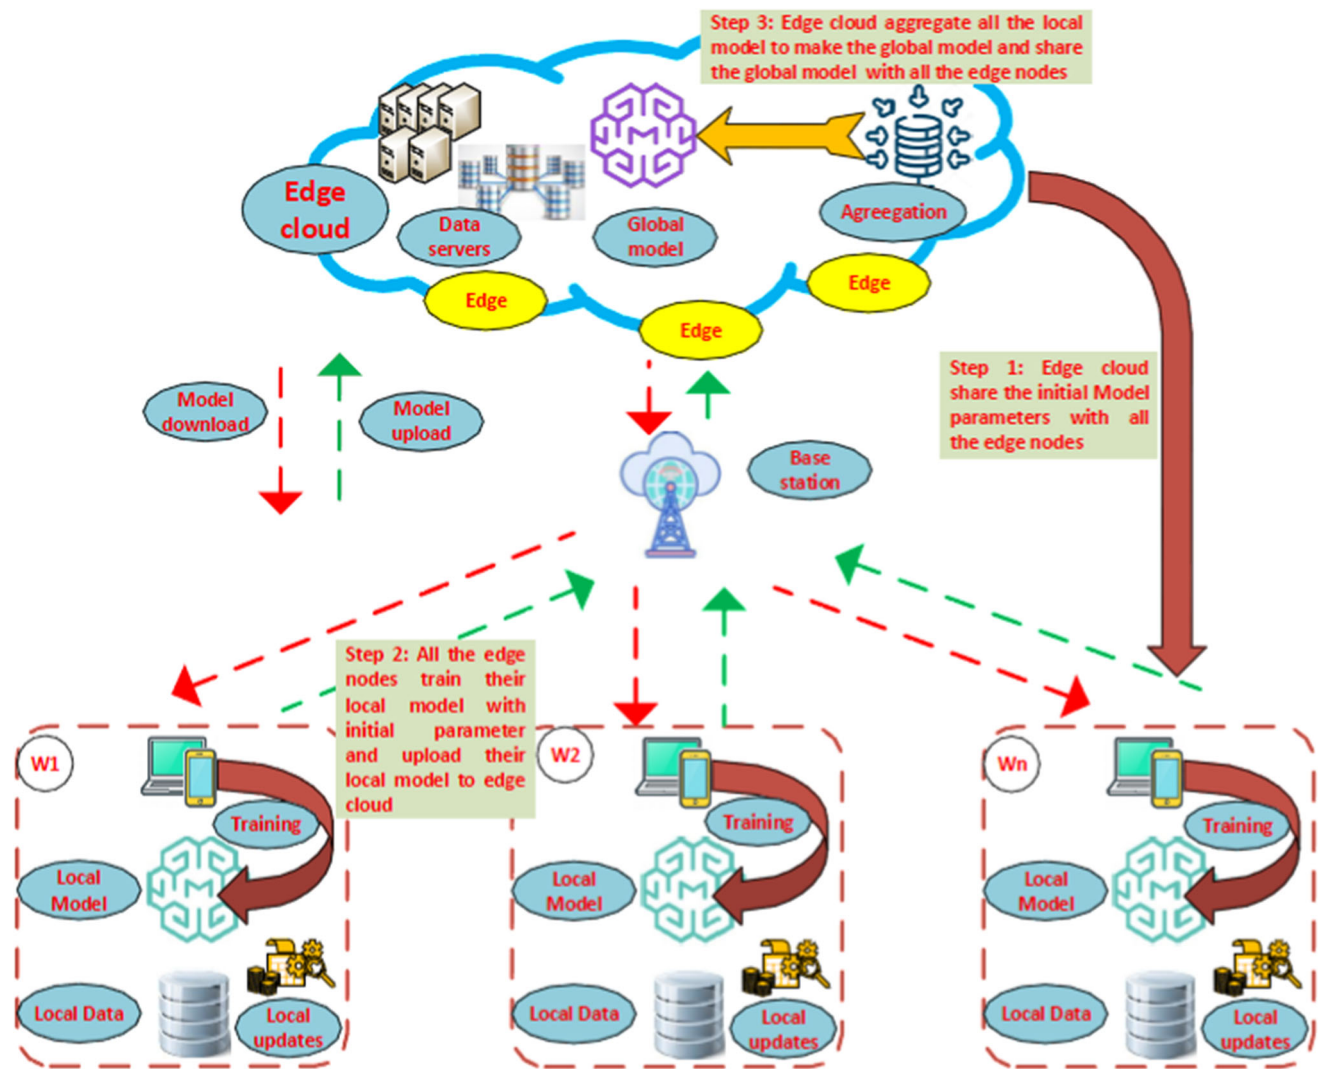 Step 3: Edge cloud aggregate all the local
model to make the global model and share
the global model with all the edge nodes
Edge
cloud
Data
servers
Global
model
Agreegation
Edge
Edge
Edge
Model
download
Model
upload
Base
station
Step 1: Edge cloud
share the initial Model
parameters with all
the edge nodes
Step 2: All the edge
nodes train their
local model with
initial parameter
and upload their
local model to edge
cloud
W1
Training
Local
Model
Local Data
Local
updates
W2
Training
Local
Model
Local Data
Local
updates
Wn
Training
Local
Model
Local Data
Local
updates